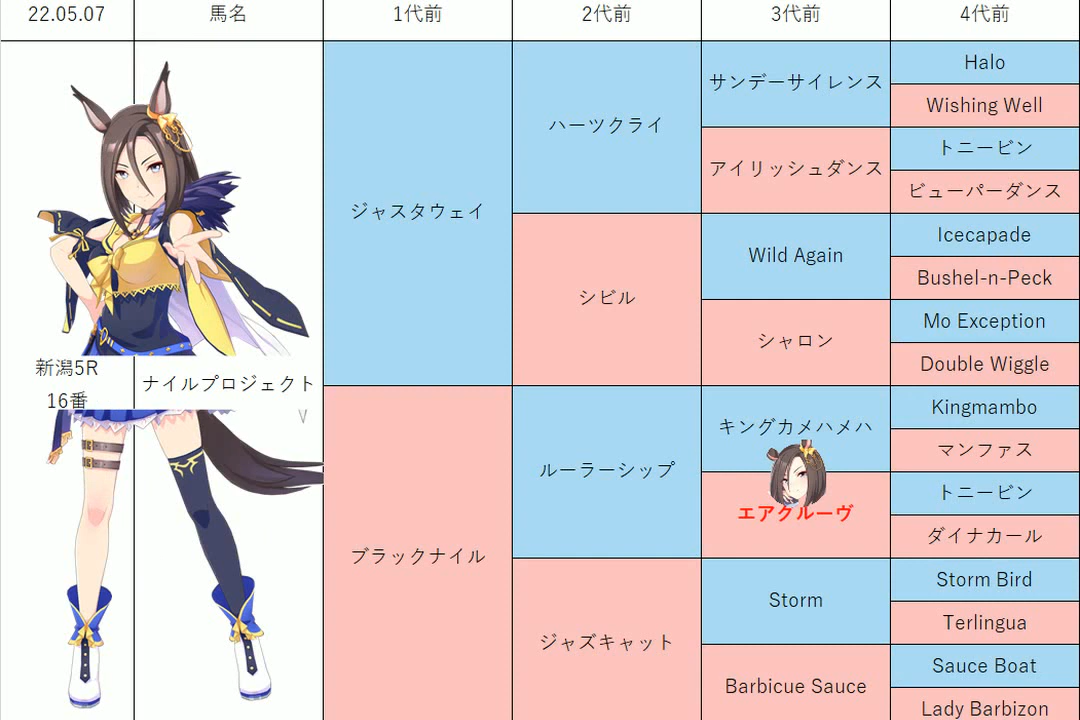 22.05.07
馬名
1代前
2代前
3代前
4代前
新潟5R
16番
ナイルプロジェクト
ジャスタウェイ
ブラックナイル
ハーツクライ
シビル
ルーラーシップ
ジャズキャット
サンデーサイレンス
アイリッシュダンス
Wild Again
シャロン
キングカメハメハ
エアグルーヴ
Storm
Barbicue Sauce
Halo
Wishing Well
トニービン
ビューパーダンス
Icecapade
Bushel-n-Peck
Mo Exception
Double Wiggle
Kingmambo
マンファス
トニービン
ダイナカール
Storm Bird
Terlingua
Sauce Boat
Lady Barbizon